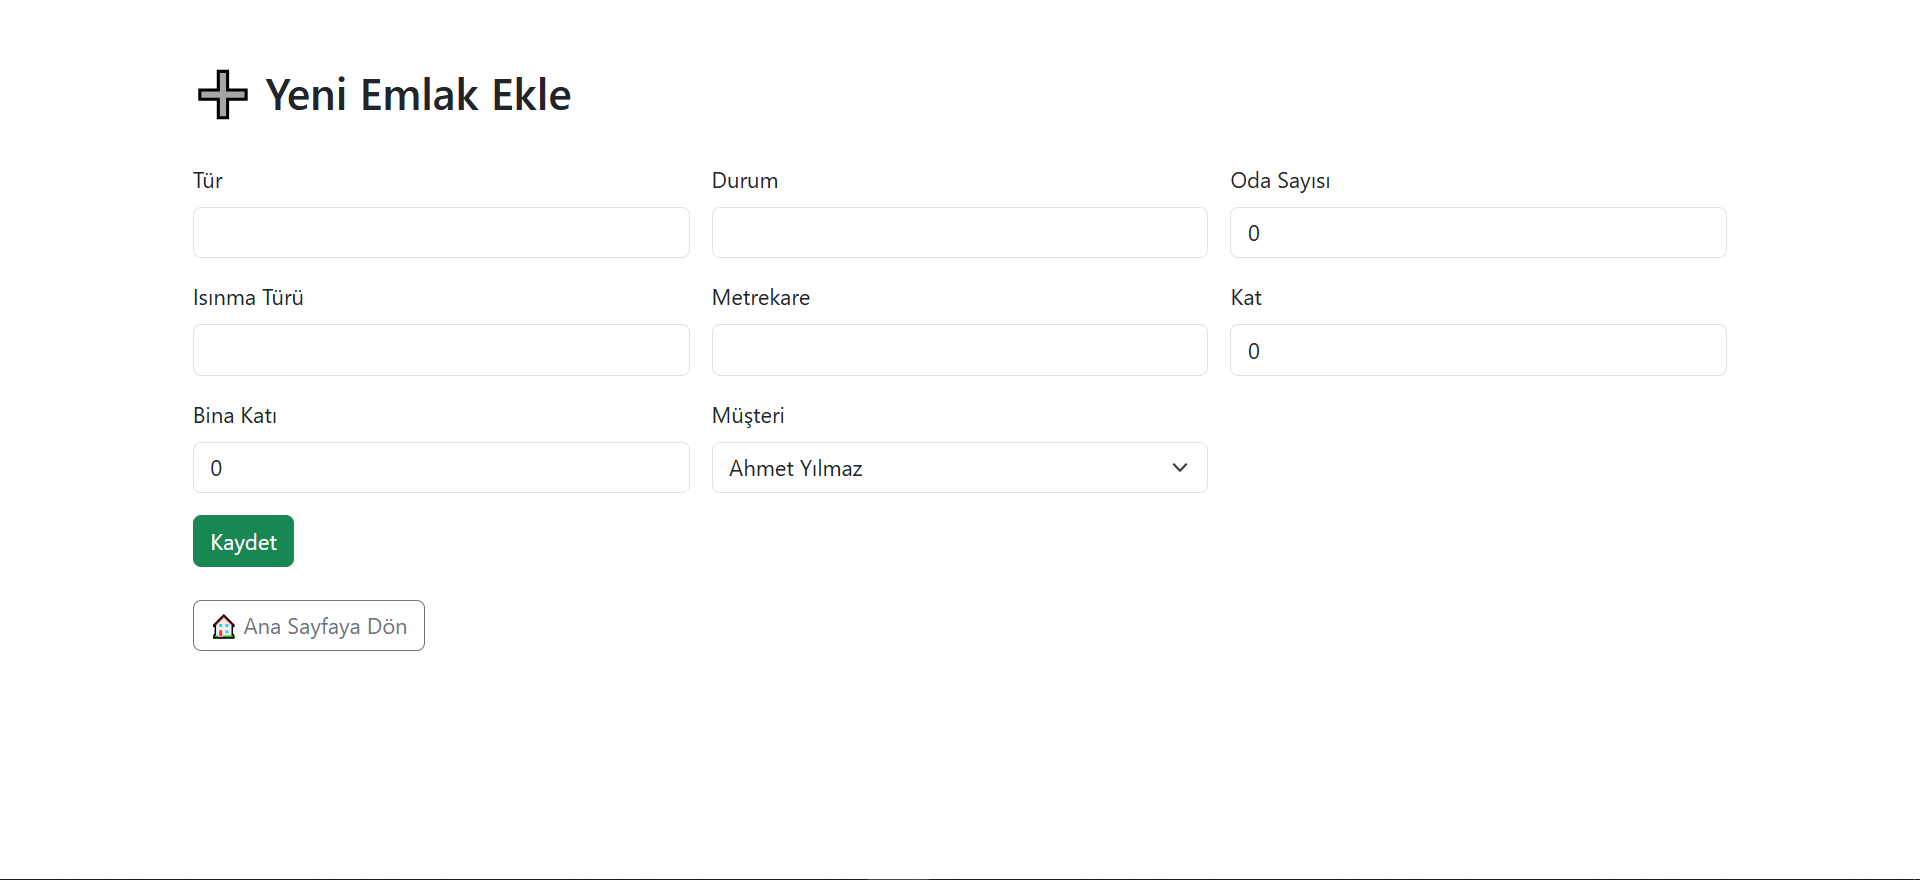 Yeni Emlak Ekle
Tür
Durum
Oda Sayısı
0
Isınma Türü
Metrekare
Kat
0
Bina Katı
Müşteri
0
Ahmet Yılmaz
Kaydet
Ana Sayfaya Dön